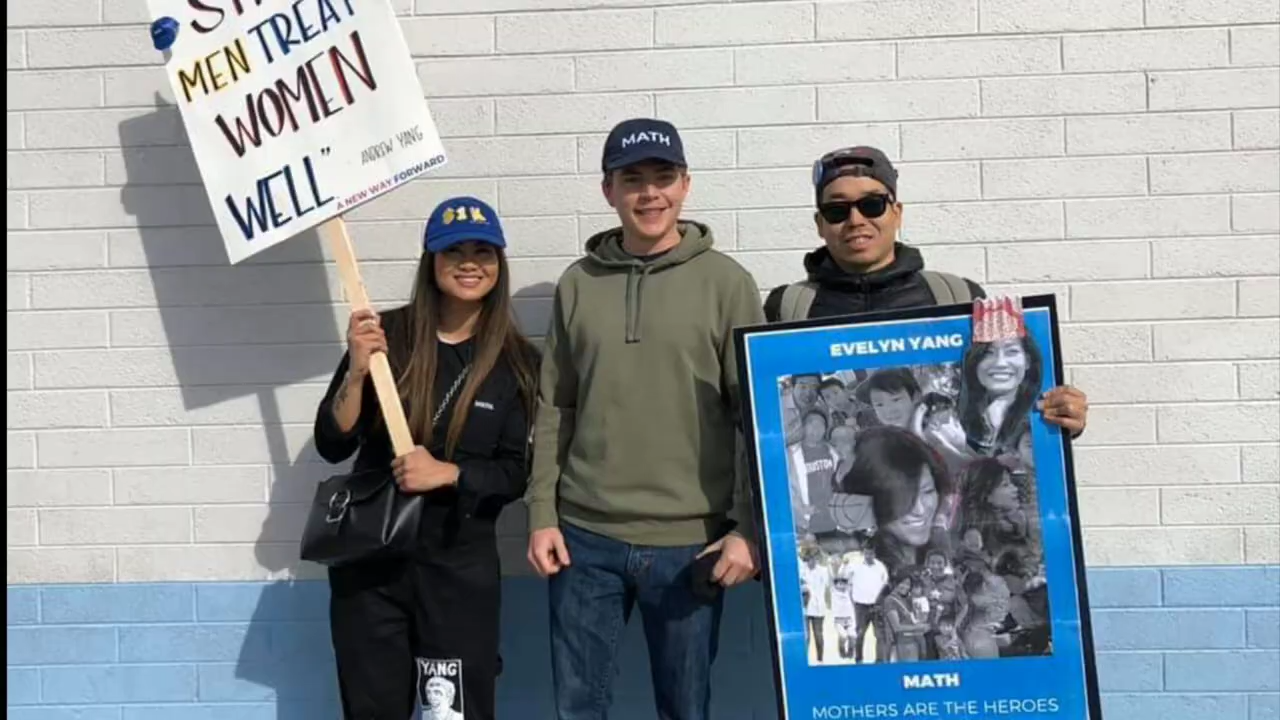 MEN TREAT
WOMEN
WELL"
ANDREW YANG
A NEW WAY FORWARD
$1K
MATH
EVELYN YANG
HOUSTON
MATH
MOTHERS ARE THE HEROES
YANG